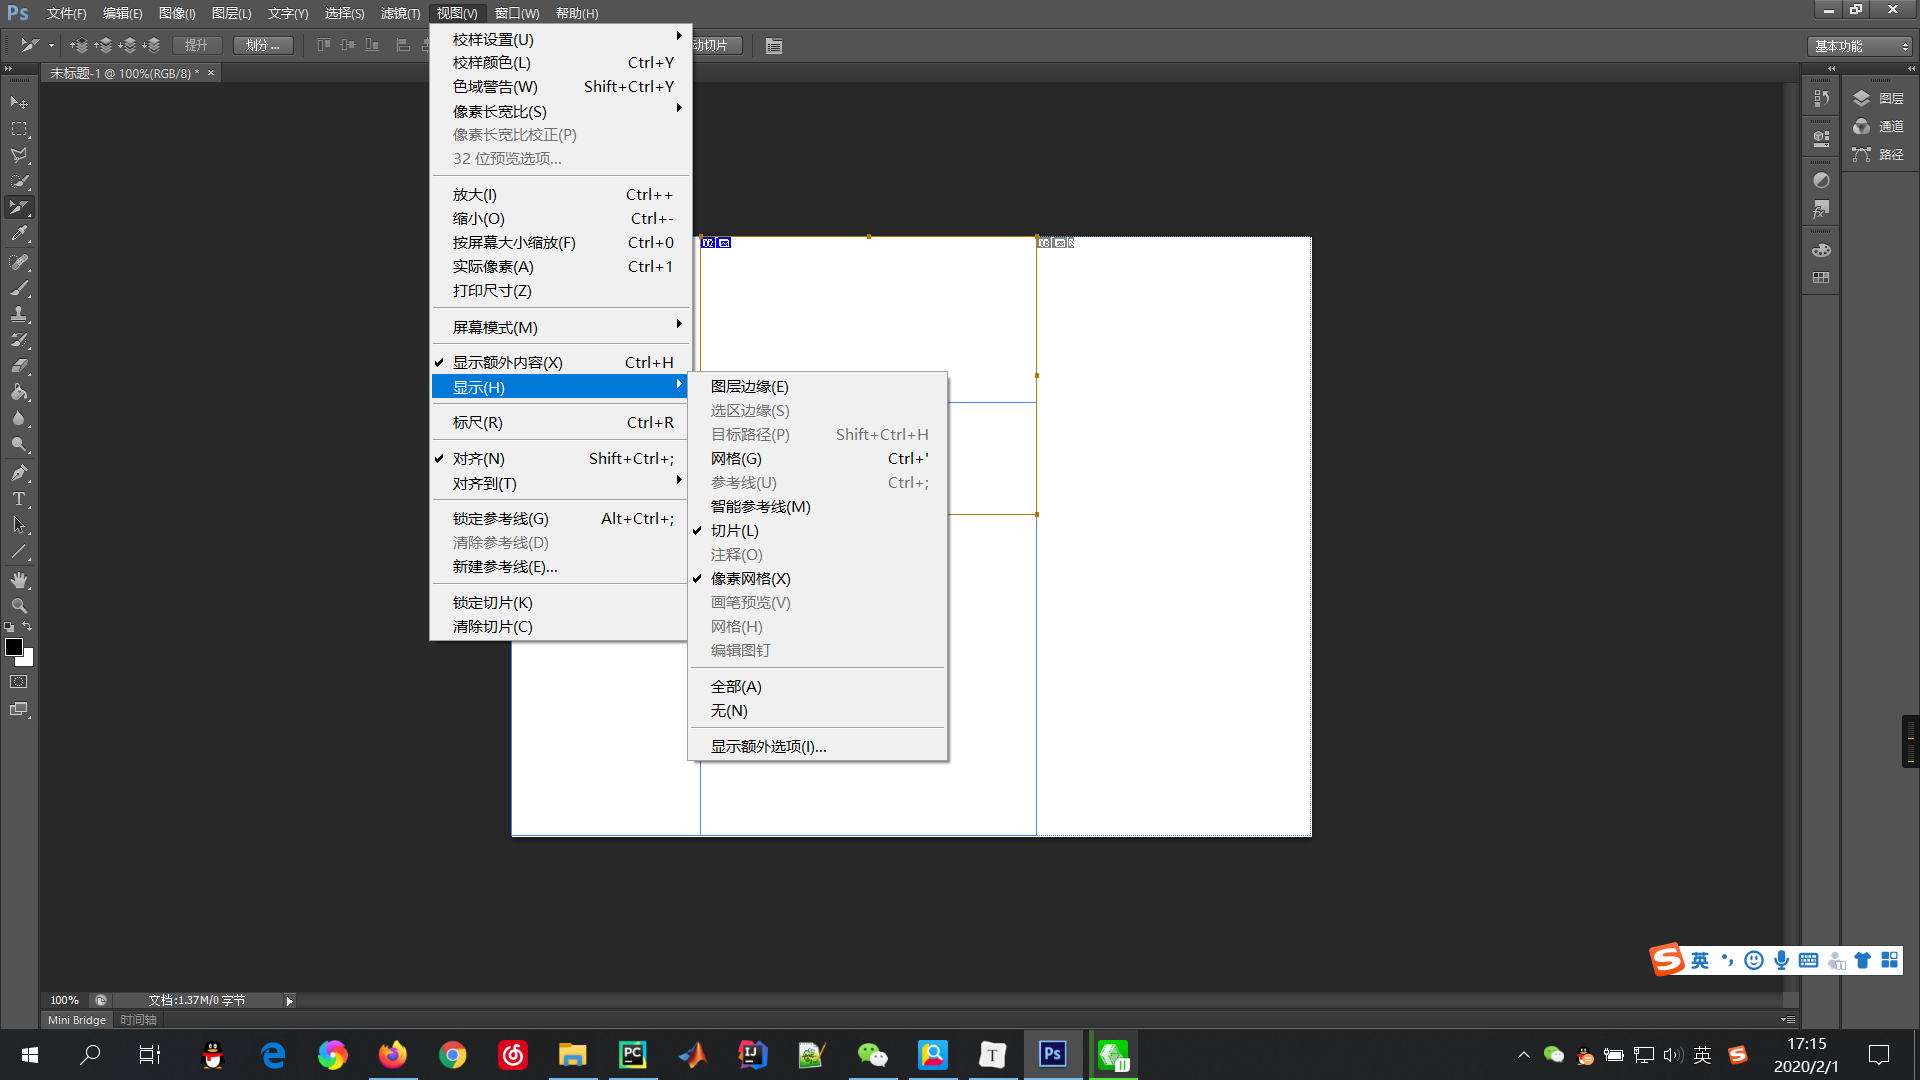 Ps 文件(F) 编辑(E) 图像(I) 图层(L) 文字(Y) 选择(S) 滤镜(T) 视图(V) 窗口(W) 帮助(H)
提升 划分... 动切片 基本功能
未标题-1 @ 100%(RGB/8) * ×
校样设置(U)
校样颜色(L) Ctrl+Y
色域警告(W) Shift+Ctrl+Y
像素长宽比(S)
像素长宽比校正(P)
32 位预览选项...
放大(I) Ctrl++
缩小(O) Ctrl+-
按屏幕大小缩放(F) Ctrl+0
实际像素(A) Ctrl+1
打印尺寸(Z)
屏幕模式(M)
显示额外内容(X) Ctrl+H
显示(H)
标尺(R) Ctrl+R
对齐(N) Shift+Ctrl+;
对齐到(T)
锁定参考线(G) Alt+Ctrl+;
清除参考线(D)
新建参考线(E)...
锁定切片(K)
清除切片(C)
图层边缘(E)
选区边缘(S)
目标路径(P) Shift+Ctrl+H
网格(G) Ctrl+'
参考线(U) Ctrl+;
智能参考线(M)
切片(L)
注释(O)
像素网格(X)
画笔预览(V)
网格(H)
编辑图钉
全部(A)
无(N)
显示额外选项(I)...
02
03
图层
通道
路径
英
100% 文档:1.37M/0 字节
Mini Bridge 时间轴
英
17:15
2020/2/1